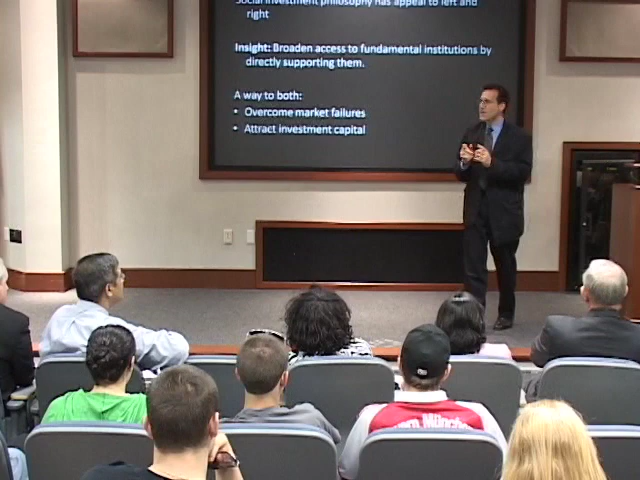 Social investment philosophy has appeal to left and
right
Insight: Broaden access to fundamental institutions by
directly supporting them.
A way to both:
• Overcome market failures
• Attract investment capital
München